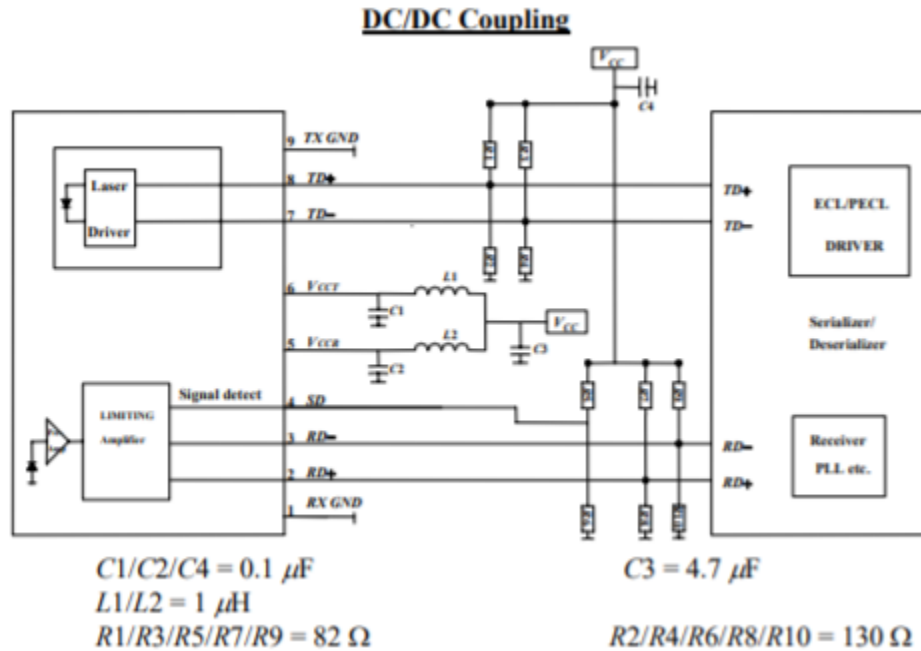 DC/DC Coupling
VCC
C4
9 TX GND
8 TD+
7 TD-
Laser
Driver
TD+
TD-
ECL/PECL
DRIVER
6 VCCT
L1
C1
VCC
L2
C3
5 VCCR
C2
Serializer/
Deserializer
Signal detect
4 SD
LIMITING
Amplifier
3 RD-
RD-
2 RD+
RD+
Receiver
PLL etc.
1 RX GND
C1/C2/C4 = 0.1 μF
C3 = 4.7 μF
L1/L2 = 1 μH
R1/R3/R5/R7/R9 = 82 Ω
R2/R4/R6/R8/R10 = 130 Ω